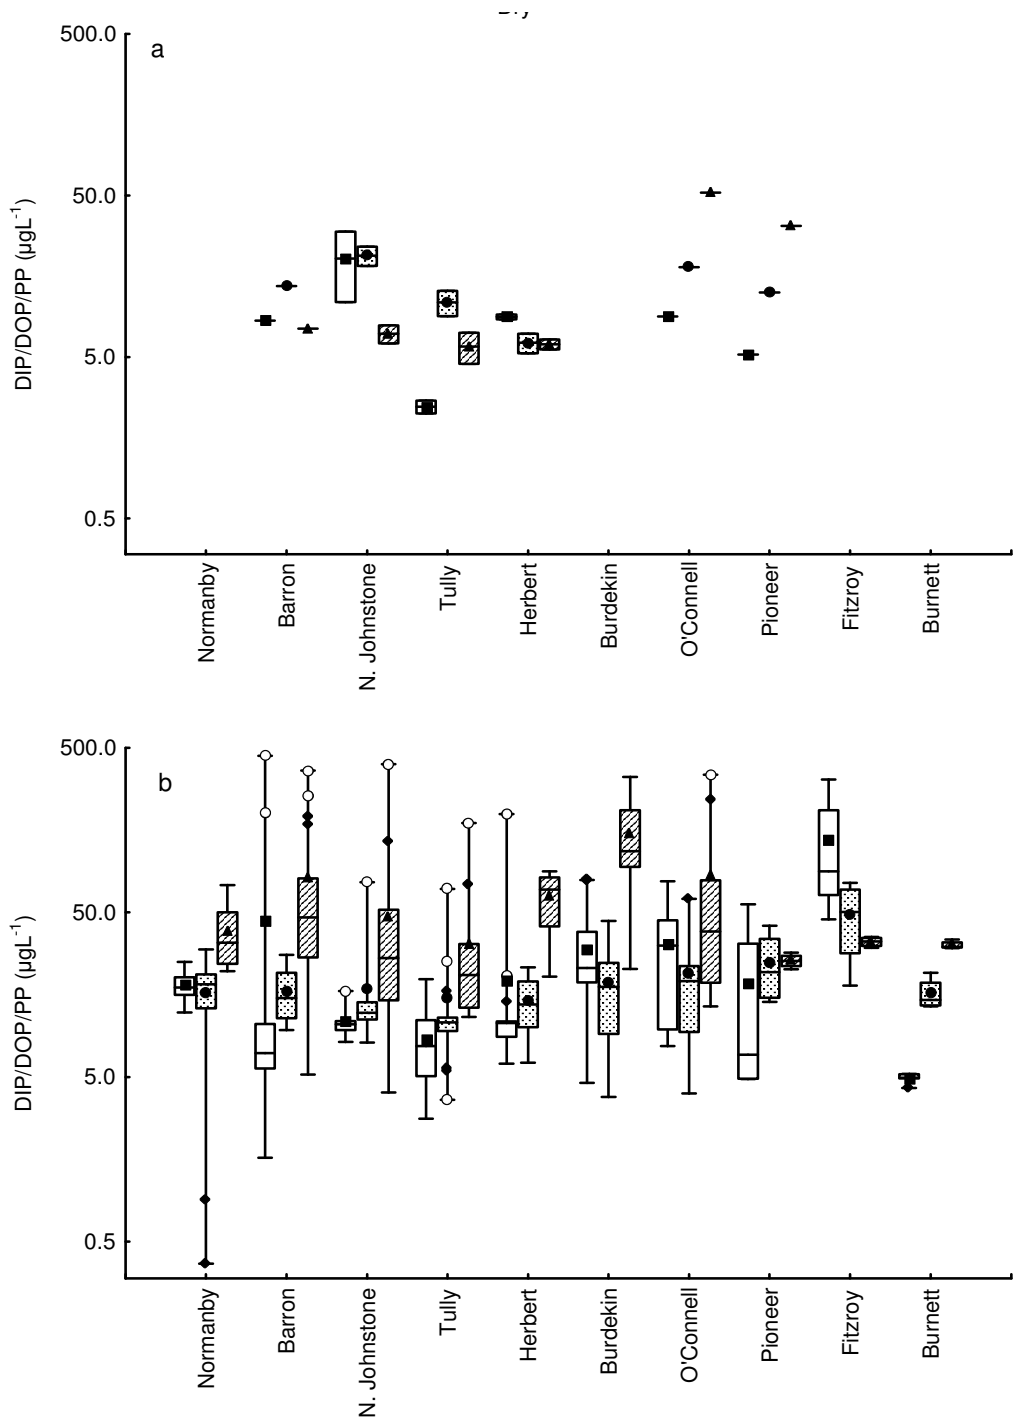 Dry
500.0
a
50.0
5.0
0.5
DIP/DOP/PP (µgL⁻¹)
Normanby
Barron
N. Johnstone
Tully
Herbert
Burdekin
O'Connell
Pioneer
Fitzroy
Burnett
500.0
b
50.0
5.0
0.5
DIP/DOP/PP (µgL⁻¹)
Normanby
Barron
N. Johnstone
Tully
Herbert
Burdekin
O'Connell
Pioneer
Fitzroy
Burnett